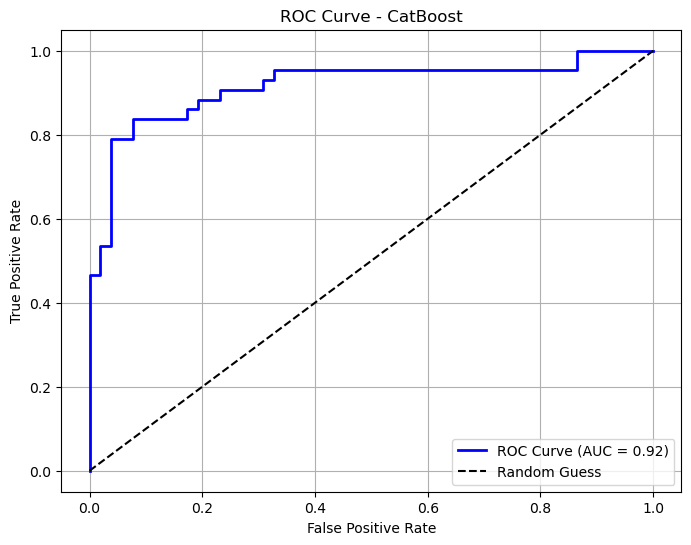 ROC Curve - CatBoost
True Positive Rate
1.0
0.8
0.6
0.4
0.2
0.0
ROC Curve (AUC = 0.92)
Random Guess
0.0 0.2 0.4 0.6 0.8 1.0
False Positive Rate